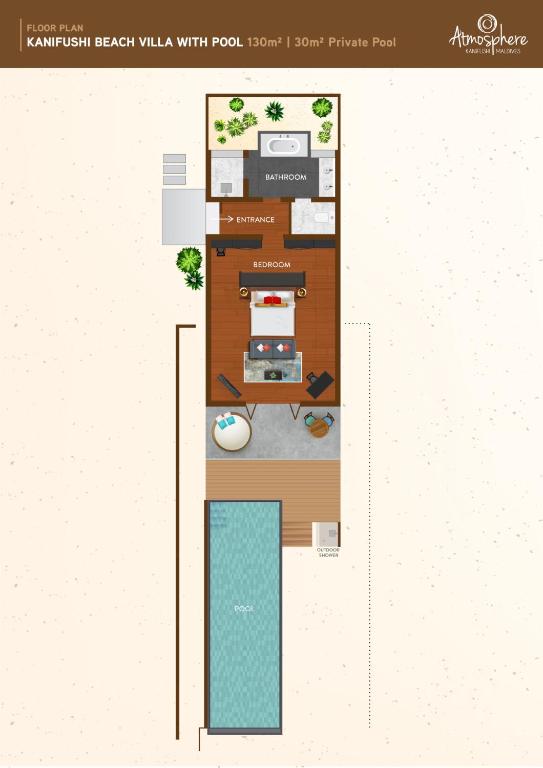 FLOOR PLAN
KANIFUSHI BEACH VILLA WITH POOL 130m² | 30m² Private Pool
Atmosphere
KANIFUSHI MALDIVES
BATHROOM
ENTRANCE
BEDROOM
OUTDOOR
SHOWER
POOL